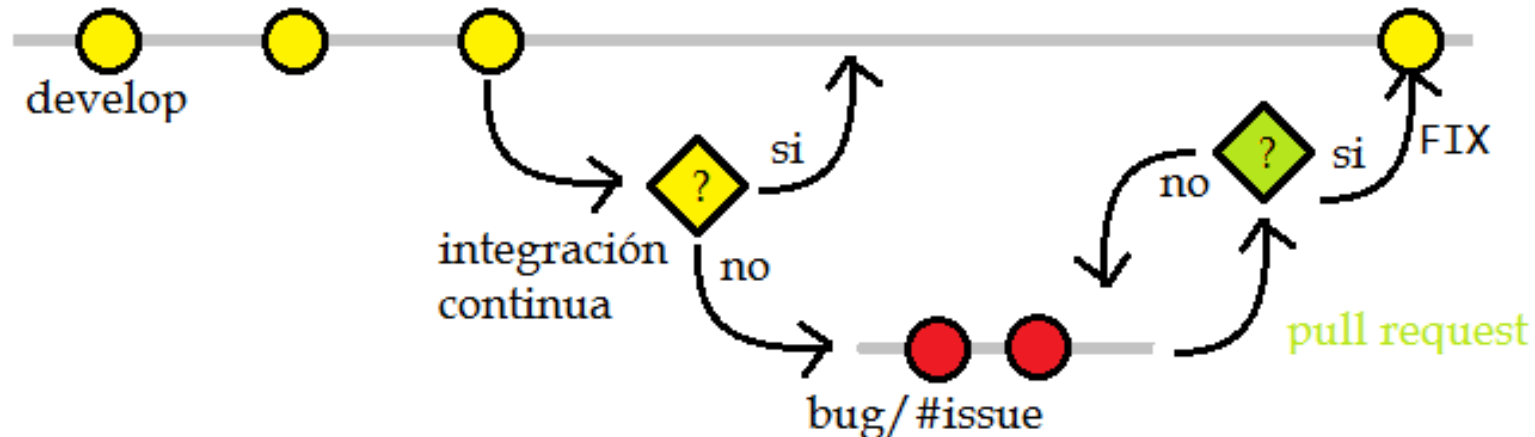 develop
?
si
integración
continua
no
bug/#issue
no
?
si
FIX
pull request